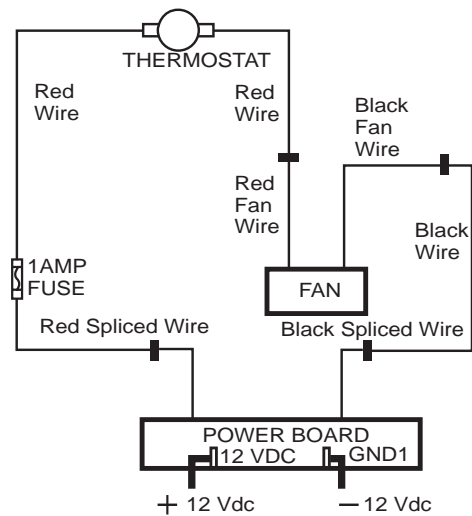 THERMOSTAT
Red
Wire
Red
Wire
Black
Fan
Wire
Red
Fan
Wire
Black
Wire
1AMP
FUSE
FAN
Red Spliced Wire
Black Spliced Wire
POWER BOARD
12 VDC
GND1
+ 12 Vdc
− 12 Vdc